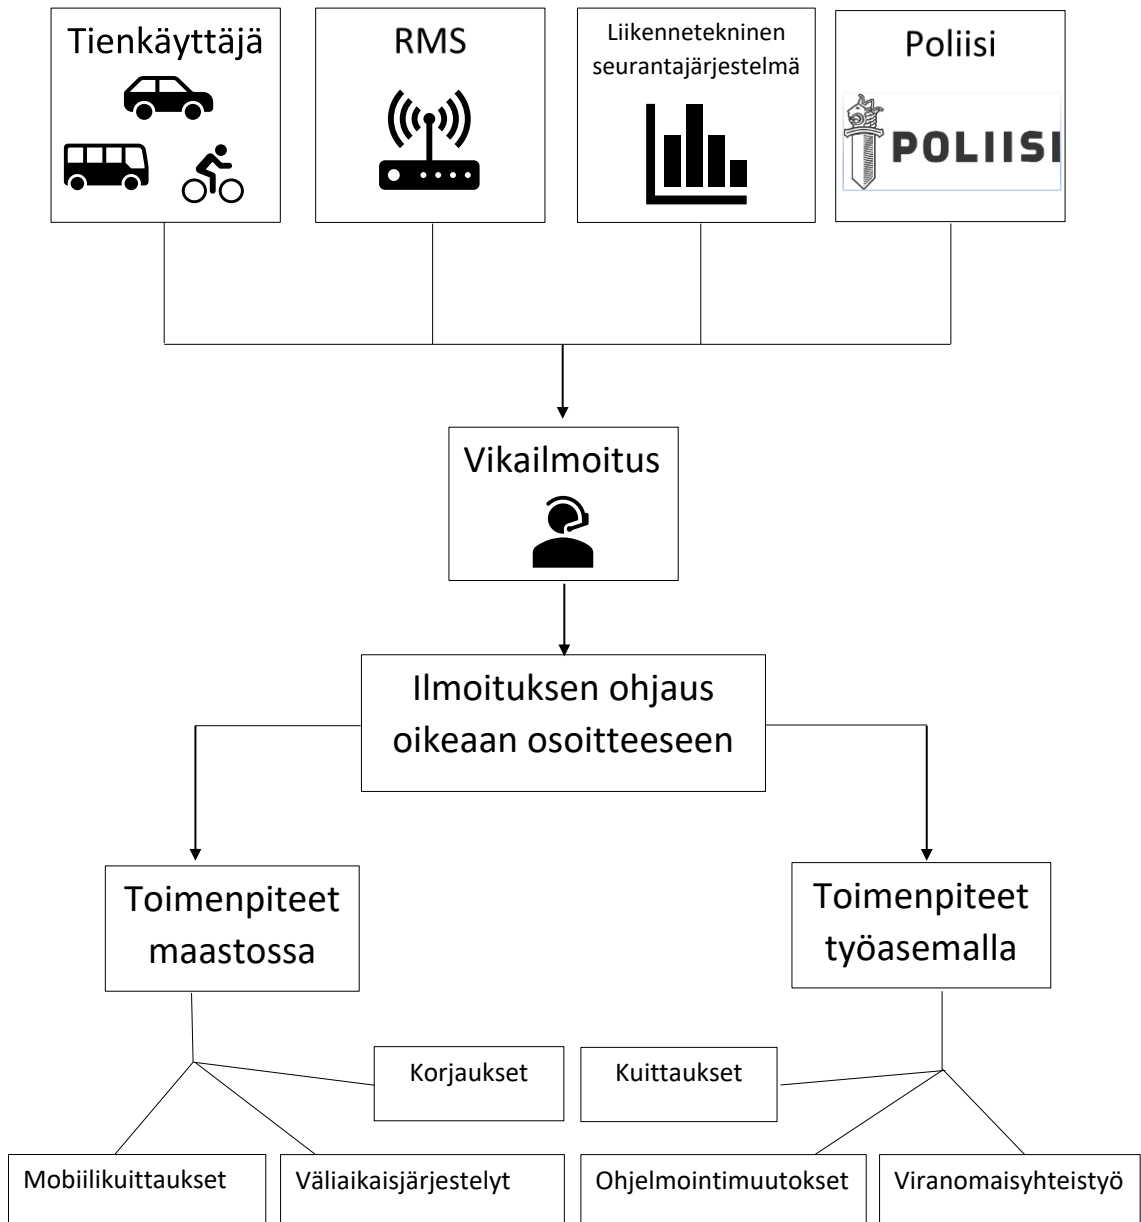 Tienkäyttäjä
RMS
Liikennetekninen
seurantajärjestelmä
Poliisi
POLIISI
Vikailmoitus
Ilmoituksen ohjaus
oikeaan osoitteeseen
Toimenpiteet
maastossa
Toimenpiteet
työasemalla
Korjaukset
Kuittaukset
Mobiilikuittaukset
Väliaikaisjärjestelyt
Ohjelmointimuutokset
Viranomaisyhteistyö